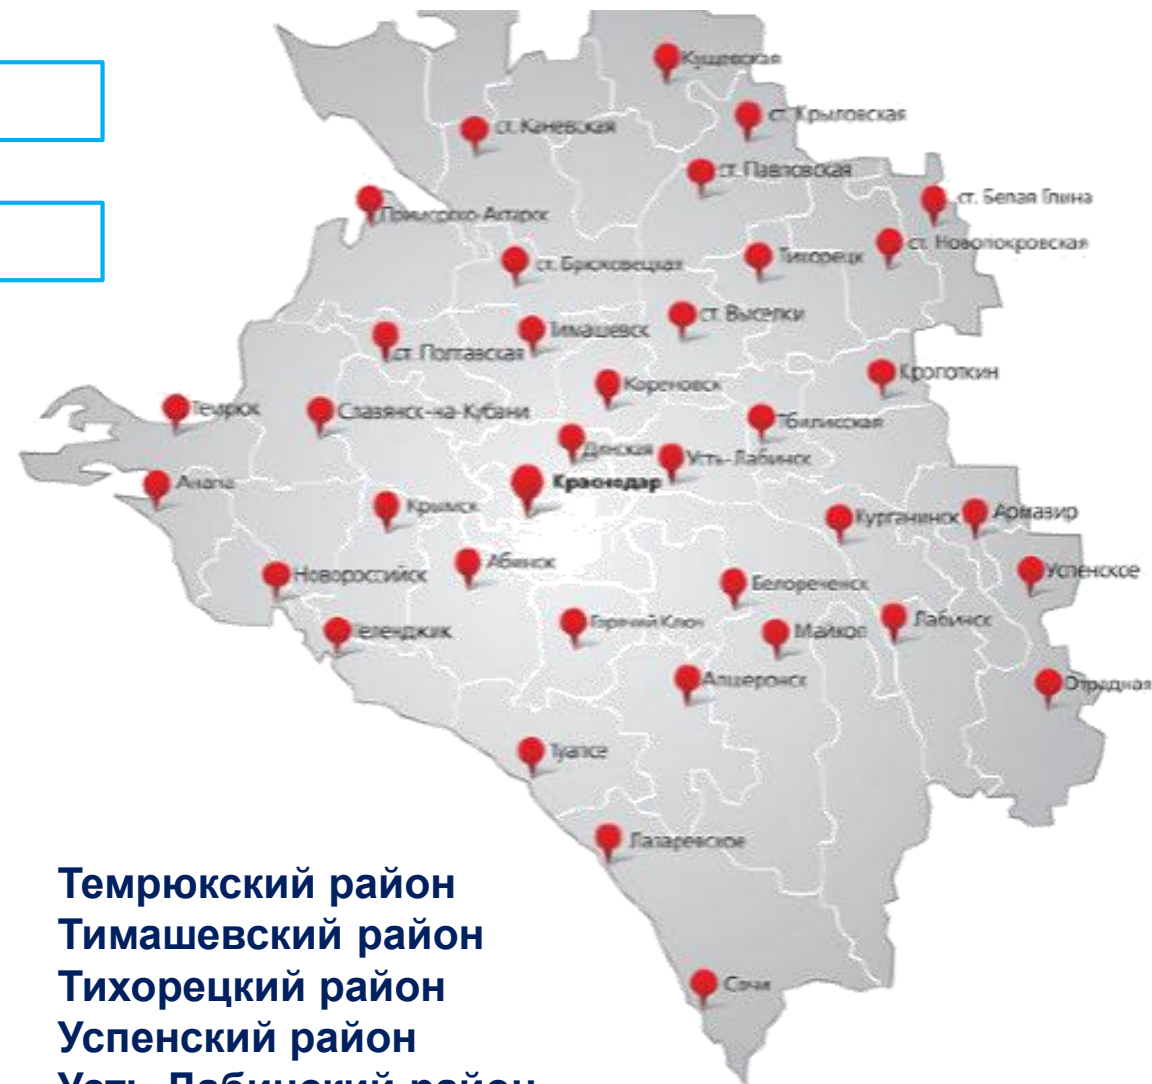 Кущевская
ст. Крыловская
ст. Каневская
ст. Павловская
ст. Белая Глина
Приморско-Ахтарск
ст. Новопокровская
Тихорецк
ст. Брюховецкая
ст. Выселки
Тимашевск
ст. Полтавская
Кропоткин
Кореновск
Темрюк
Славянск-на-Кубани
Тбилисская
Динская
Усть-Лабинск
Краснодар
Анапа
Крымск
Курганинск
Армавир
Абинск
Успенское
Новороссийск
Белореченск
Горячий Ключ
Лабинск
Геленджик
Майкоп
Апшеронск
Отрадная
Туапсе
Лазаревское
Темрюкский район
Тимашевский район
Тихорецкий район
Сочи
Успенский район
Усть-Лабинский район